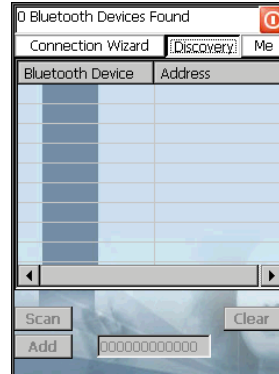 0 Bluetooth Devices Found
Connection Wizard Discovery Me
Bluetooth Device Address
Scan Clear
Add 000000000000